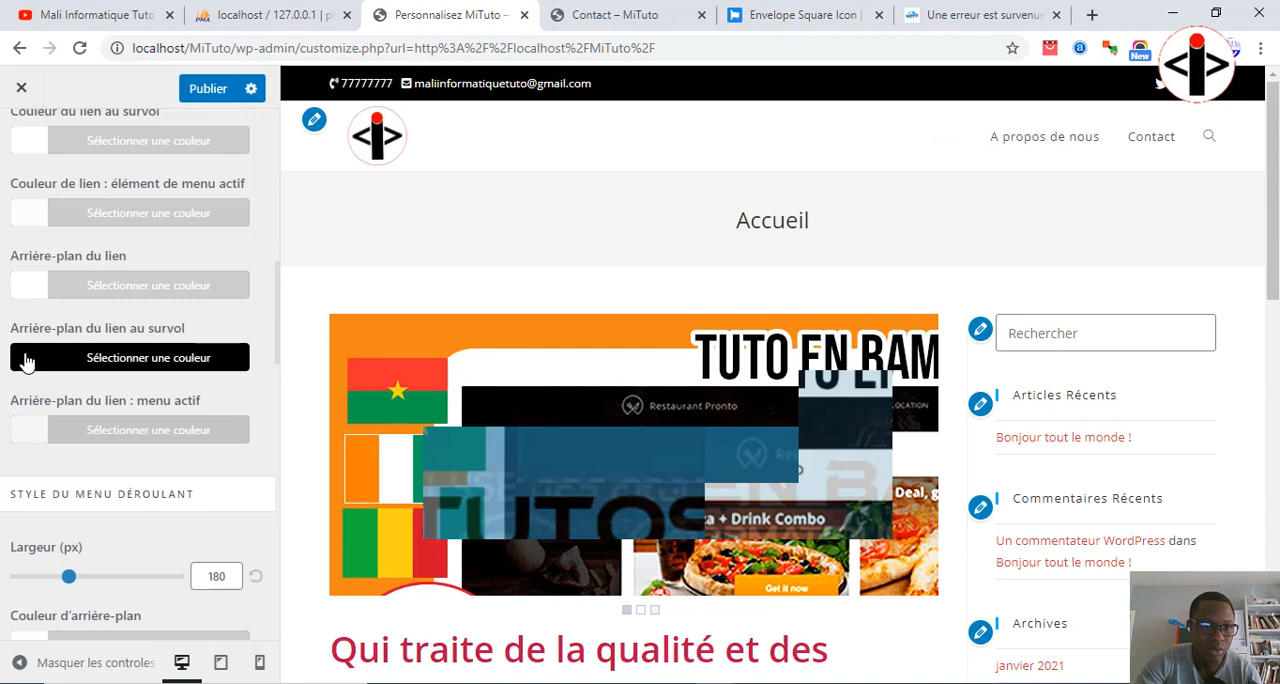 Mali Informatique Tuto
localhost / 127.0.0.1 | p
Personnalisez MiTuto –
Contact – MiTuto
Envelope Square Icon |
Une erreur est survenue
localhost/MiTuto/wp-admin/customize.php?url=http%3A%2F%2Flocalhost%2FMiTuto%2F
New
Publier
77777777 maliinformatiquetuto@gmail.com
A propos de nous
Contact
Accueil
Couleur du lien au survol
Sélectionner une couleur
Couleur de lien : élément de menu actif
Sélectionner une couleur
Arrière-plan du lien
Sélectionner une couleur
Arrière-plan du lien au survol
Sélectionner une couleur
Arrière-plan du lien : menu actif
Sélectionner une couleur
STYLE DU MENU DÉROULANT
Largeur (px)
180
Couleur d'arrière-plan
Masquer les controles
TUTO EN BAM
Restaurant Pronto
LOCATION
TUTOS
Deal, g
za + Drink Combo
Get it now
Qui traite de la qualité et des
Rechercher
Articles Récents
Bonjour tout le monde !
Commentaires Récents
Un commentateur WordPress dans
Bonjour tout le monde !
Archives
janvier 2021